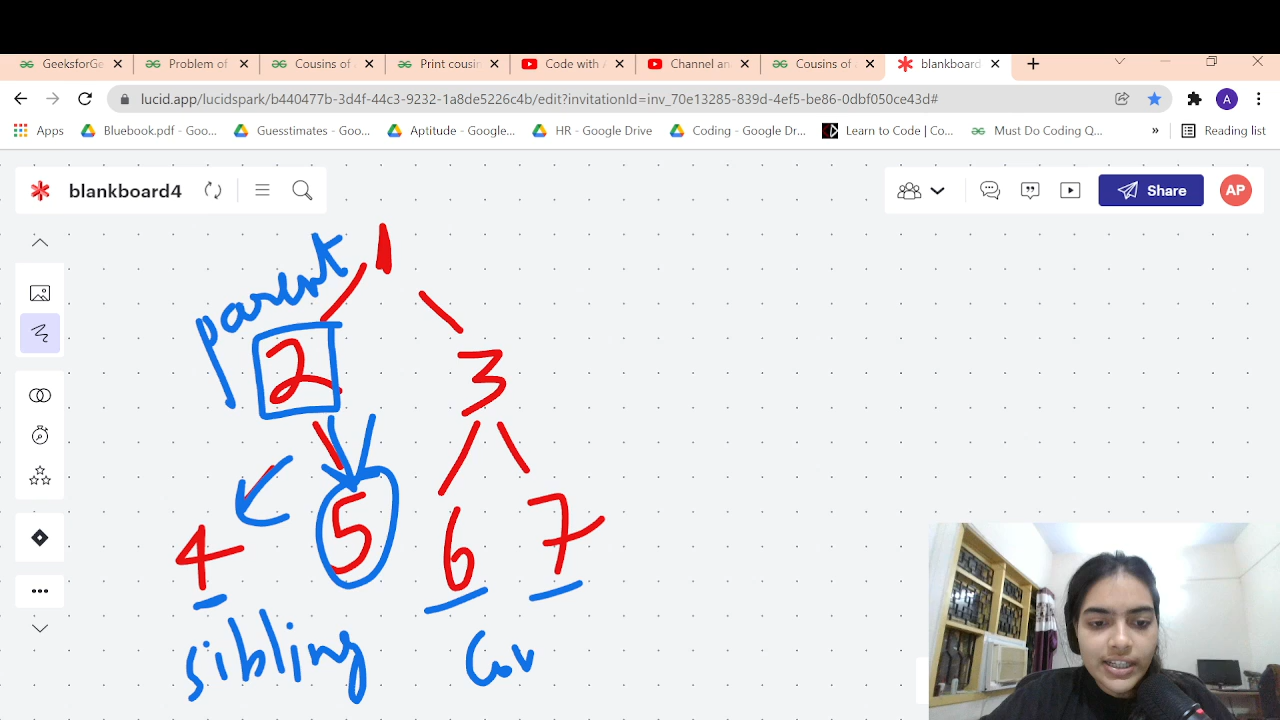 GeeksforGe
Problem of
Cousins of
Print cousin
Code with
Channel an
Cousins of
blankboard
lucid.app/lucidspark/b440477b-3d4f-44c3-9232-1a8de5226c4b/edit?invitationId=inv_70e13285-839d-4ef5-be86-0dbf050ce43d#
A
Apps
Bluebook.pdf - Goo...
Guesstimates - Goo...
Aptitude - Google...
HR - Google Drive
Coding - Google Dr...
Learn to Code | Co...
Must Do Coding Q...
»
Reading list
blankboard4
Share
AP
parent 1
2 3
4 5 6 7
sibling Cou